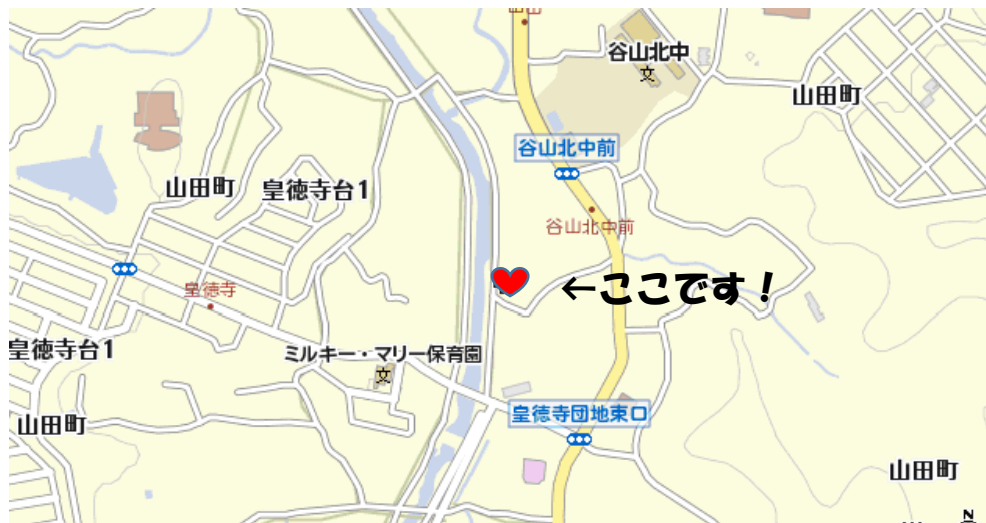 谷山北中
文
山田町
谷山北中前
山田町
皇徳寺台1
谷山北中前
←ここです!
皇徳寺
皇徳寺台1
ミルキー・マリー保育園
文
山田町
皇徳寺団地東口
山田町